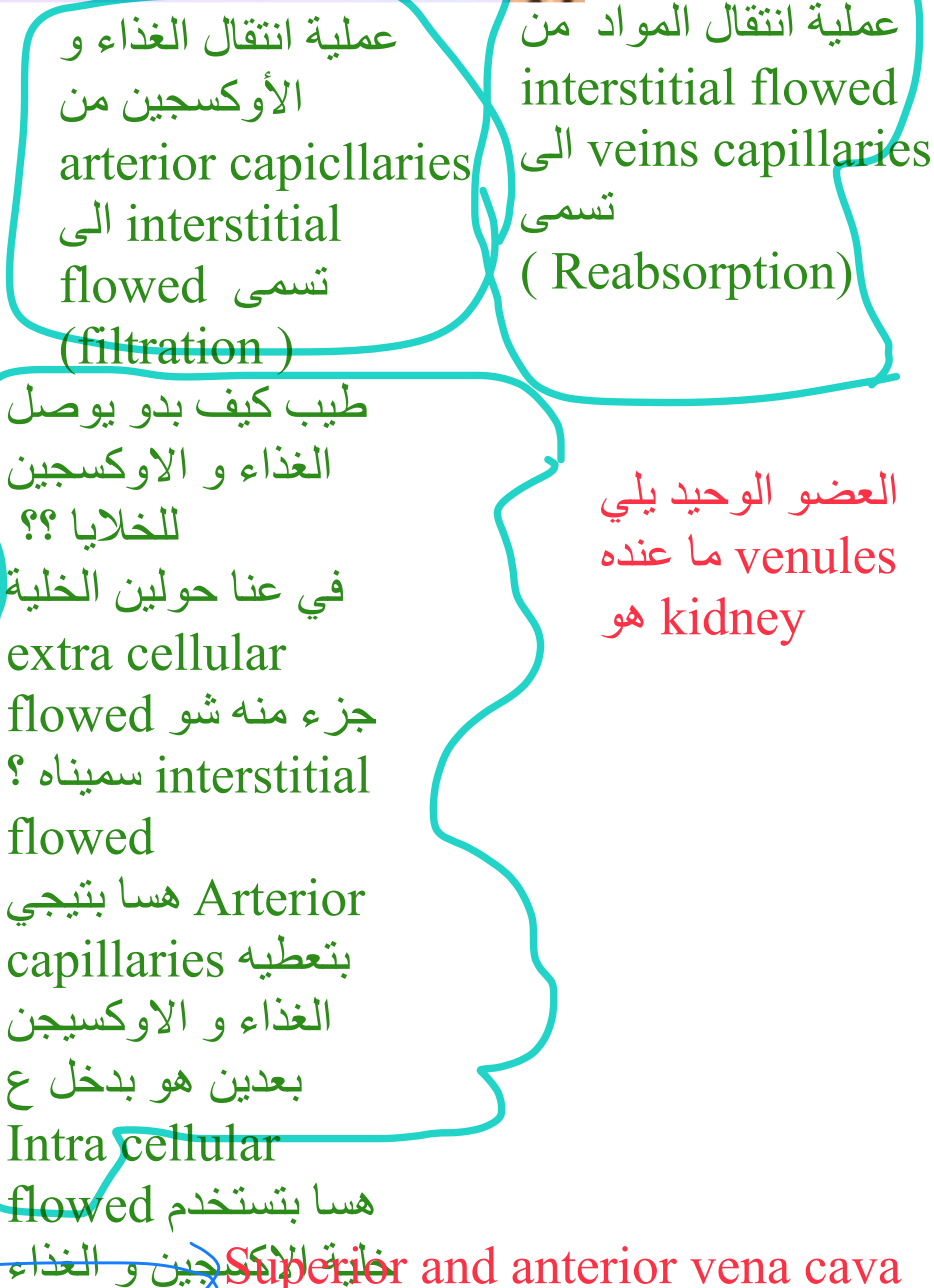 عملية انتقال الغذاء و
الأوكسجين من
arterior capicllaries
الى interstitial
flowed تسمى
(filtration )
عملية انتقال المواد من
interstitial flowed
الى veins capillaries
تسمى
( Reabsorption)
طيب كيف بدو يوصل
الغذاء و الاوكسجين
للخلايا ؟؟
في عنا حولين الخلية
extra cellular
flowed جزء منه شو
سميناه ؟ interstitial
flowed
هسا بتيجي Arterior
capillaries بتعطيه
الغذاء و الاوكسيجن
بعدين هو بدخل ع
Intra cellular
flowed هسا بتستخدم
خلية الاكسجين و الغذاء
العضو الوحيد يلي
ما عنده venules
هو kidney
Superior and anterior vena cava